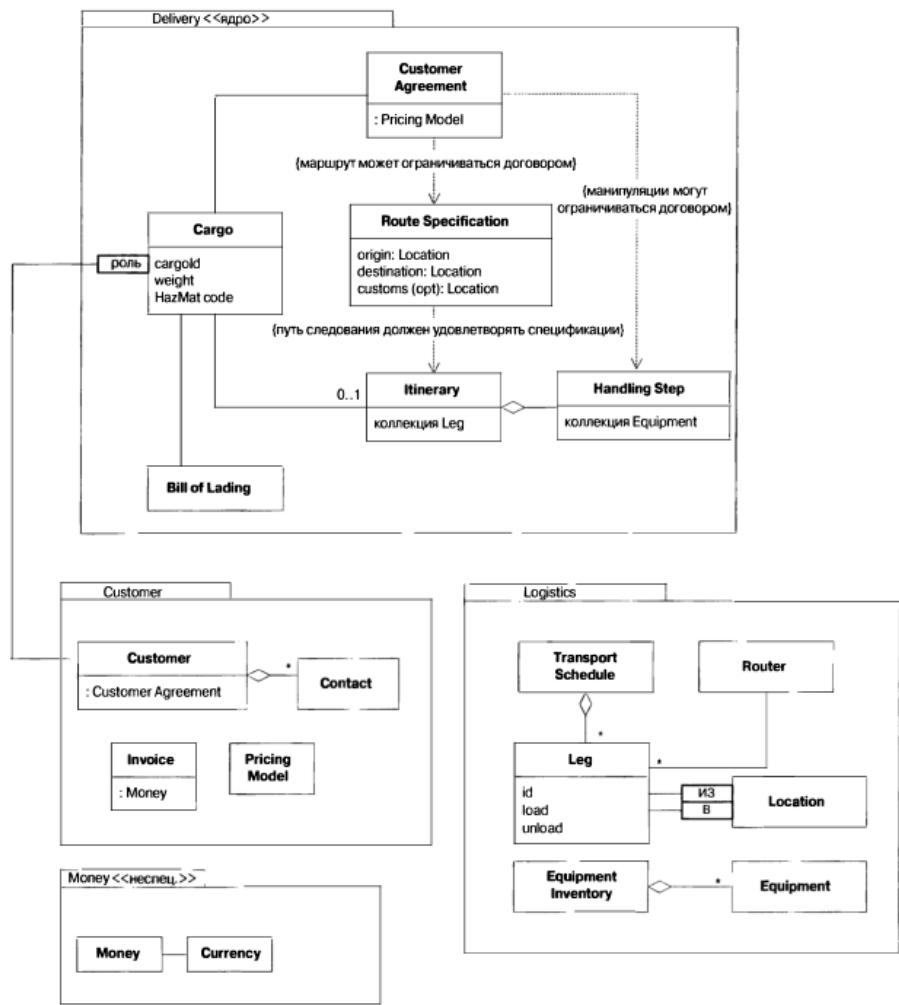 Delivery <<ядро>>
Customer
Agreement
: Pricing Model
{маршрут может ограничиваться договором}
{манипуляции могут
ограничиваться договором}
Cargo
роль
cargoId
weight
HazMat code
Route Specification
origin: Location
destination: Location
customs (opt): Location
{путь следования должен удовлетворять спецификации}
0..1
Itinerary
коллекция Leg
Handling Step
коллекция Equipment
Bill of Lading
Customer
Customer
: Customer Agreement
*
Contact
Invoice
: Money
Pricing
Model
Money <<неспец.>>
Money
Currency
Logistics
Transport
Schedule
Router
*
*
Leg
id
load
unload
ИЗ
В
Location
Equipment
Inventory
*
Equipment